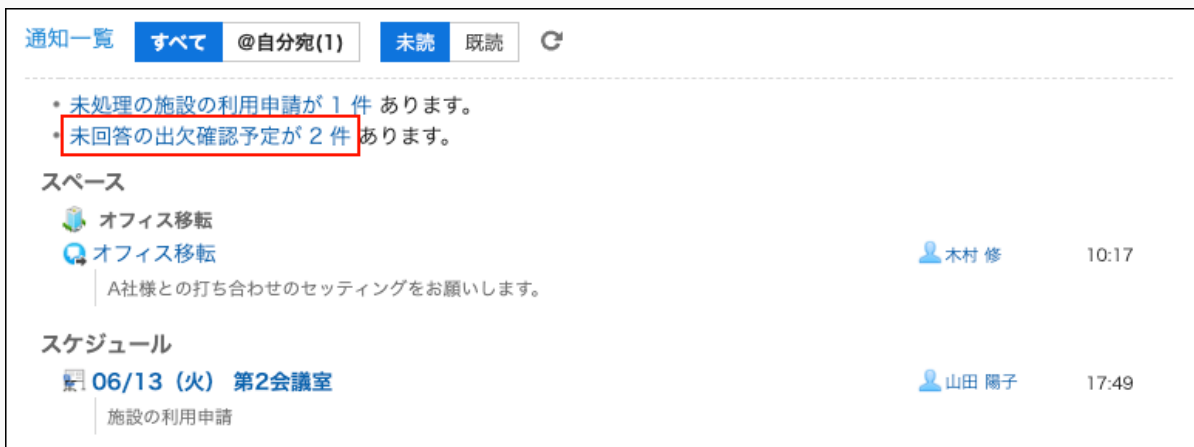 通知一覧 すべて @自分宛(1) 未読 既読
・未処理の施設の利用申請が 1 件 あります。
・未回答の出欠確認予定が 2 件 あります。
スペース
オフィス移転
オフィス移転 木村 修 10:17
A社様との打ち合わせのセッティングをお願いします。
スケジュール
06/13（火） 第2会議室 山田 陽子 17:49
施設の利用申請